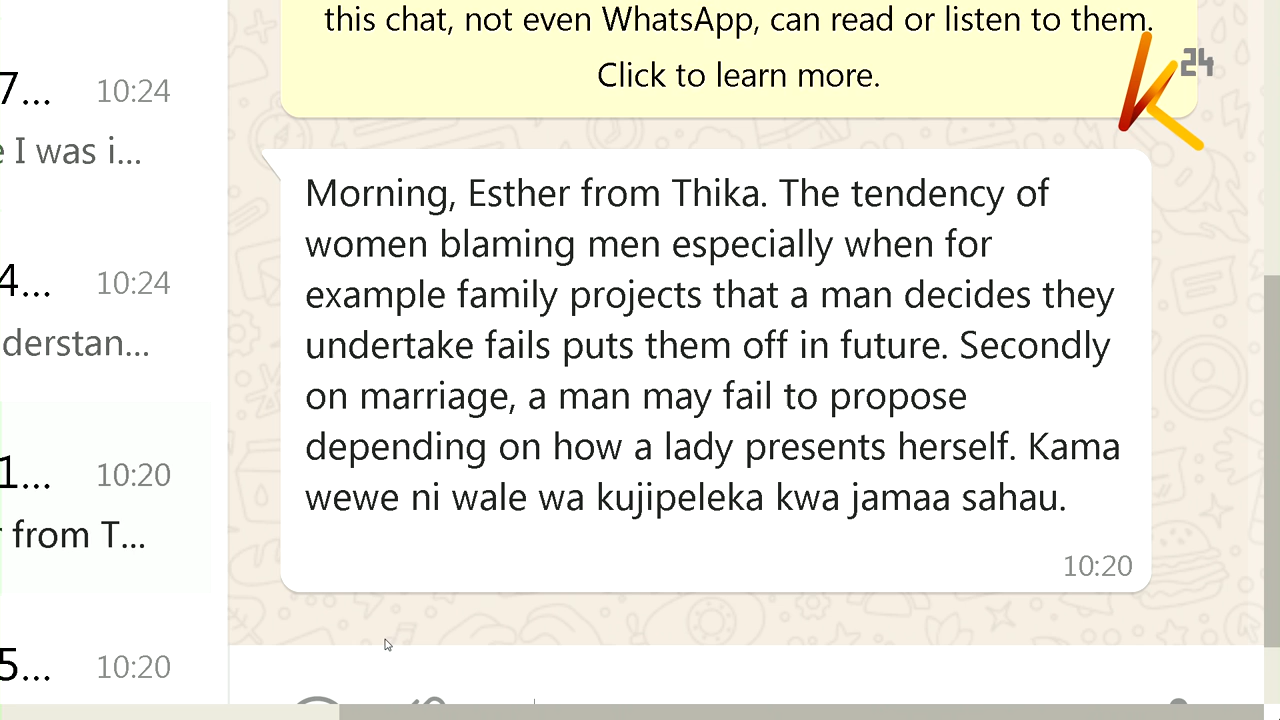 this chat, not even WhatsApp, can read or listen to them.
Click to learn more.
K24
7... 10:24
I was i...
4... 10:24
derstan...
1... 10:20
from T...
5... 10:20
Morning, Esther from Thika. The tendency of
women blaming men especially when for
example family projects that a man decides they
undertake fails puts them off in future. Secondly
on marriage, a man may fail to propose
depending on how a lady presents herself. Kama
wewe ni wale wa kujipeleka kwa jamaa sahau.
10:20